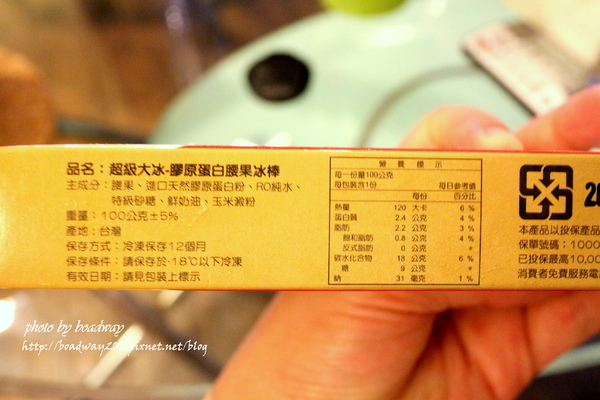 品名：超級大冰-膠原蛋白腰果冰棒
主成分：腰果、進口天然膠原蛋白粉、RO純水、
特級砂糖、鮮奶油、玉米澱粉
重量：100公克±5%
產地：台灣
保存方式：冷凍保存12個月
保存條件：請保存於-18℃以下冷凍
有效日期：請見包裝上標示
營養標示
每一份量100公克
每包裝含1份
每份 每日參考值百分比
熱量 120 大卡 6 %
蛋白質 2.4 公克 4 %
脂肪 2.2 公克 3 %
飽和脂肪 0.8 公克 4 %
反式脂肪 0 公克 *
碳水化合物 18 公克 6 %
糖 9 公克 *
鈉 31 毫克 1 %
20
本產品以投保產品
保單號碼：1000
已投保最高10,00
消費者免費服務電
photo by boadway